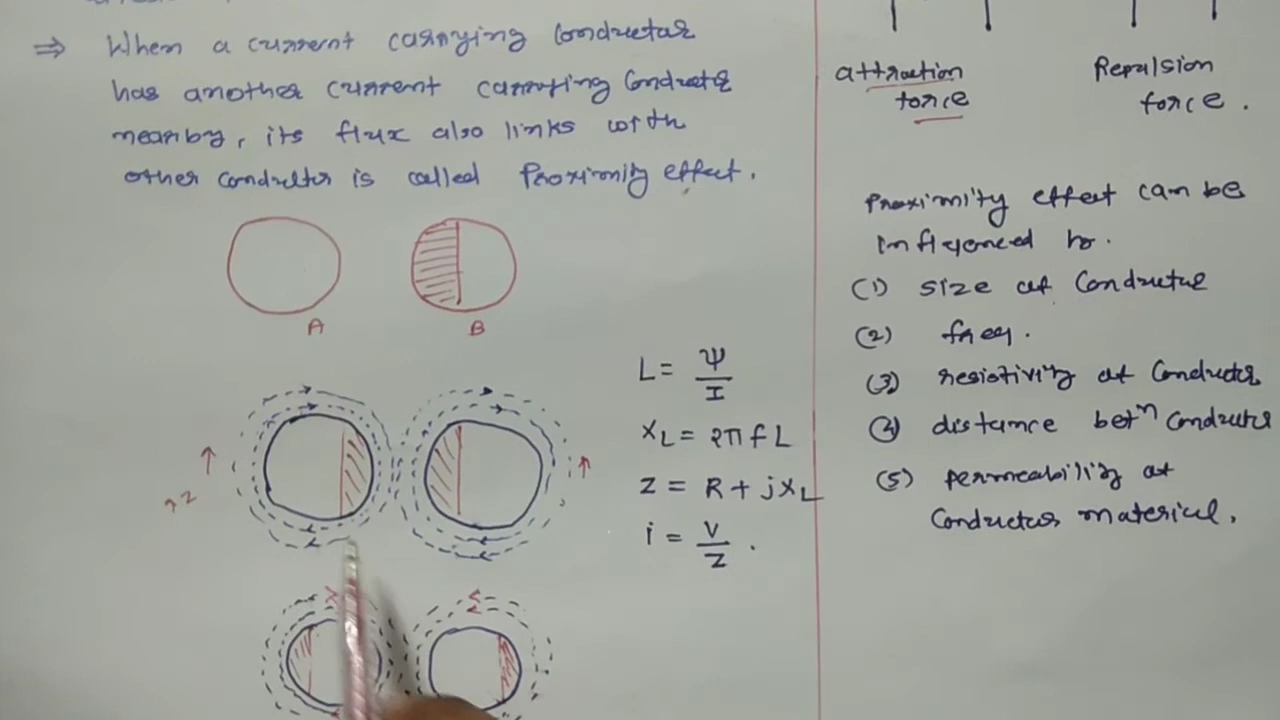 ⇒ When a current carrying Conductor
has another current carrying Conductor
nearby, its flux also links with
other conductor is called Proximity effect.
A
B
L = Ψ/I
XL = 2πfL
Z = R + jXL
i = V/Z.
↑Z
attraction
force
Repulsion
force.
Proximity effect can be
influenced by.
(1) size of Conductor
(2) freq.
(3) resistivity of Conductor
(4) distance betn Conductor
(5) permeability of
Conductor material.